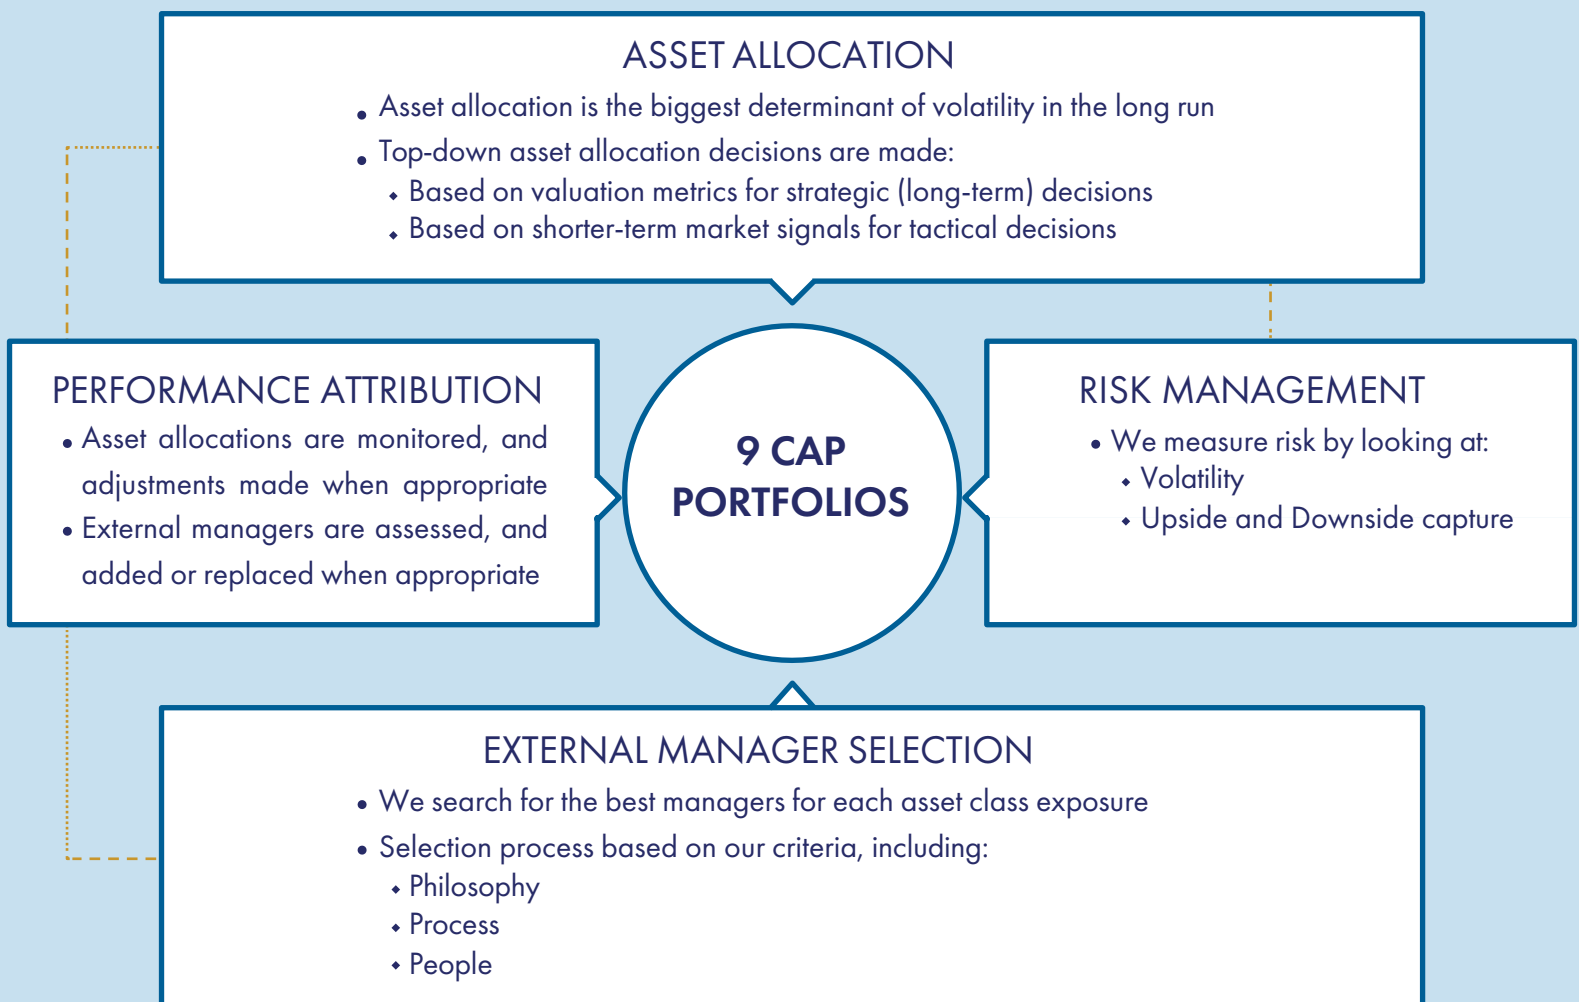 ASSET ALLOCATION
• Asset allocation is the biggest determinant of volatility in the long run
• Top-down asset allocation decisions are made:
◆ Based on valuation metrics for strategic (long-term) decisions
◆ Based on shorter-term market signals for tactical decisions
PERFORMANCE ATTRIBUTION
• Asset allocations are monitored, and
adjustments made when appropriate
• External managers are assessed, and
added or replaced when appropriate
9 CAP
PORTFOLIOS
RISK MANAGEMENT
• We measure risk by looking at:
◆ Volatility
◆ Upside and Downside capture
EXTERNAL MANAGER SELECTION
• We search for the best managers for each asset class exposure
• Selection process based on our criteria, including:
◆ Philosophy
◆ Process
◆ People